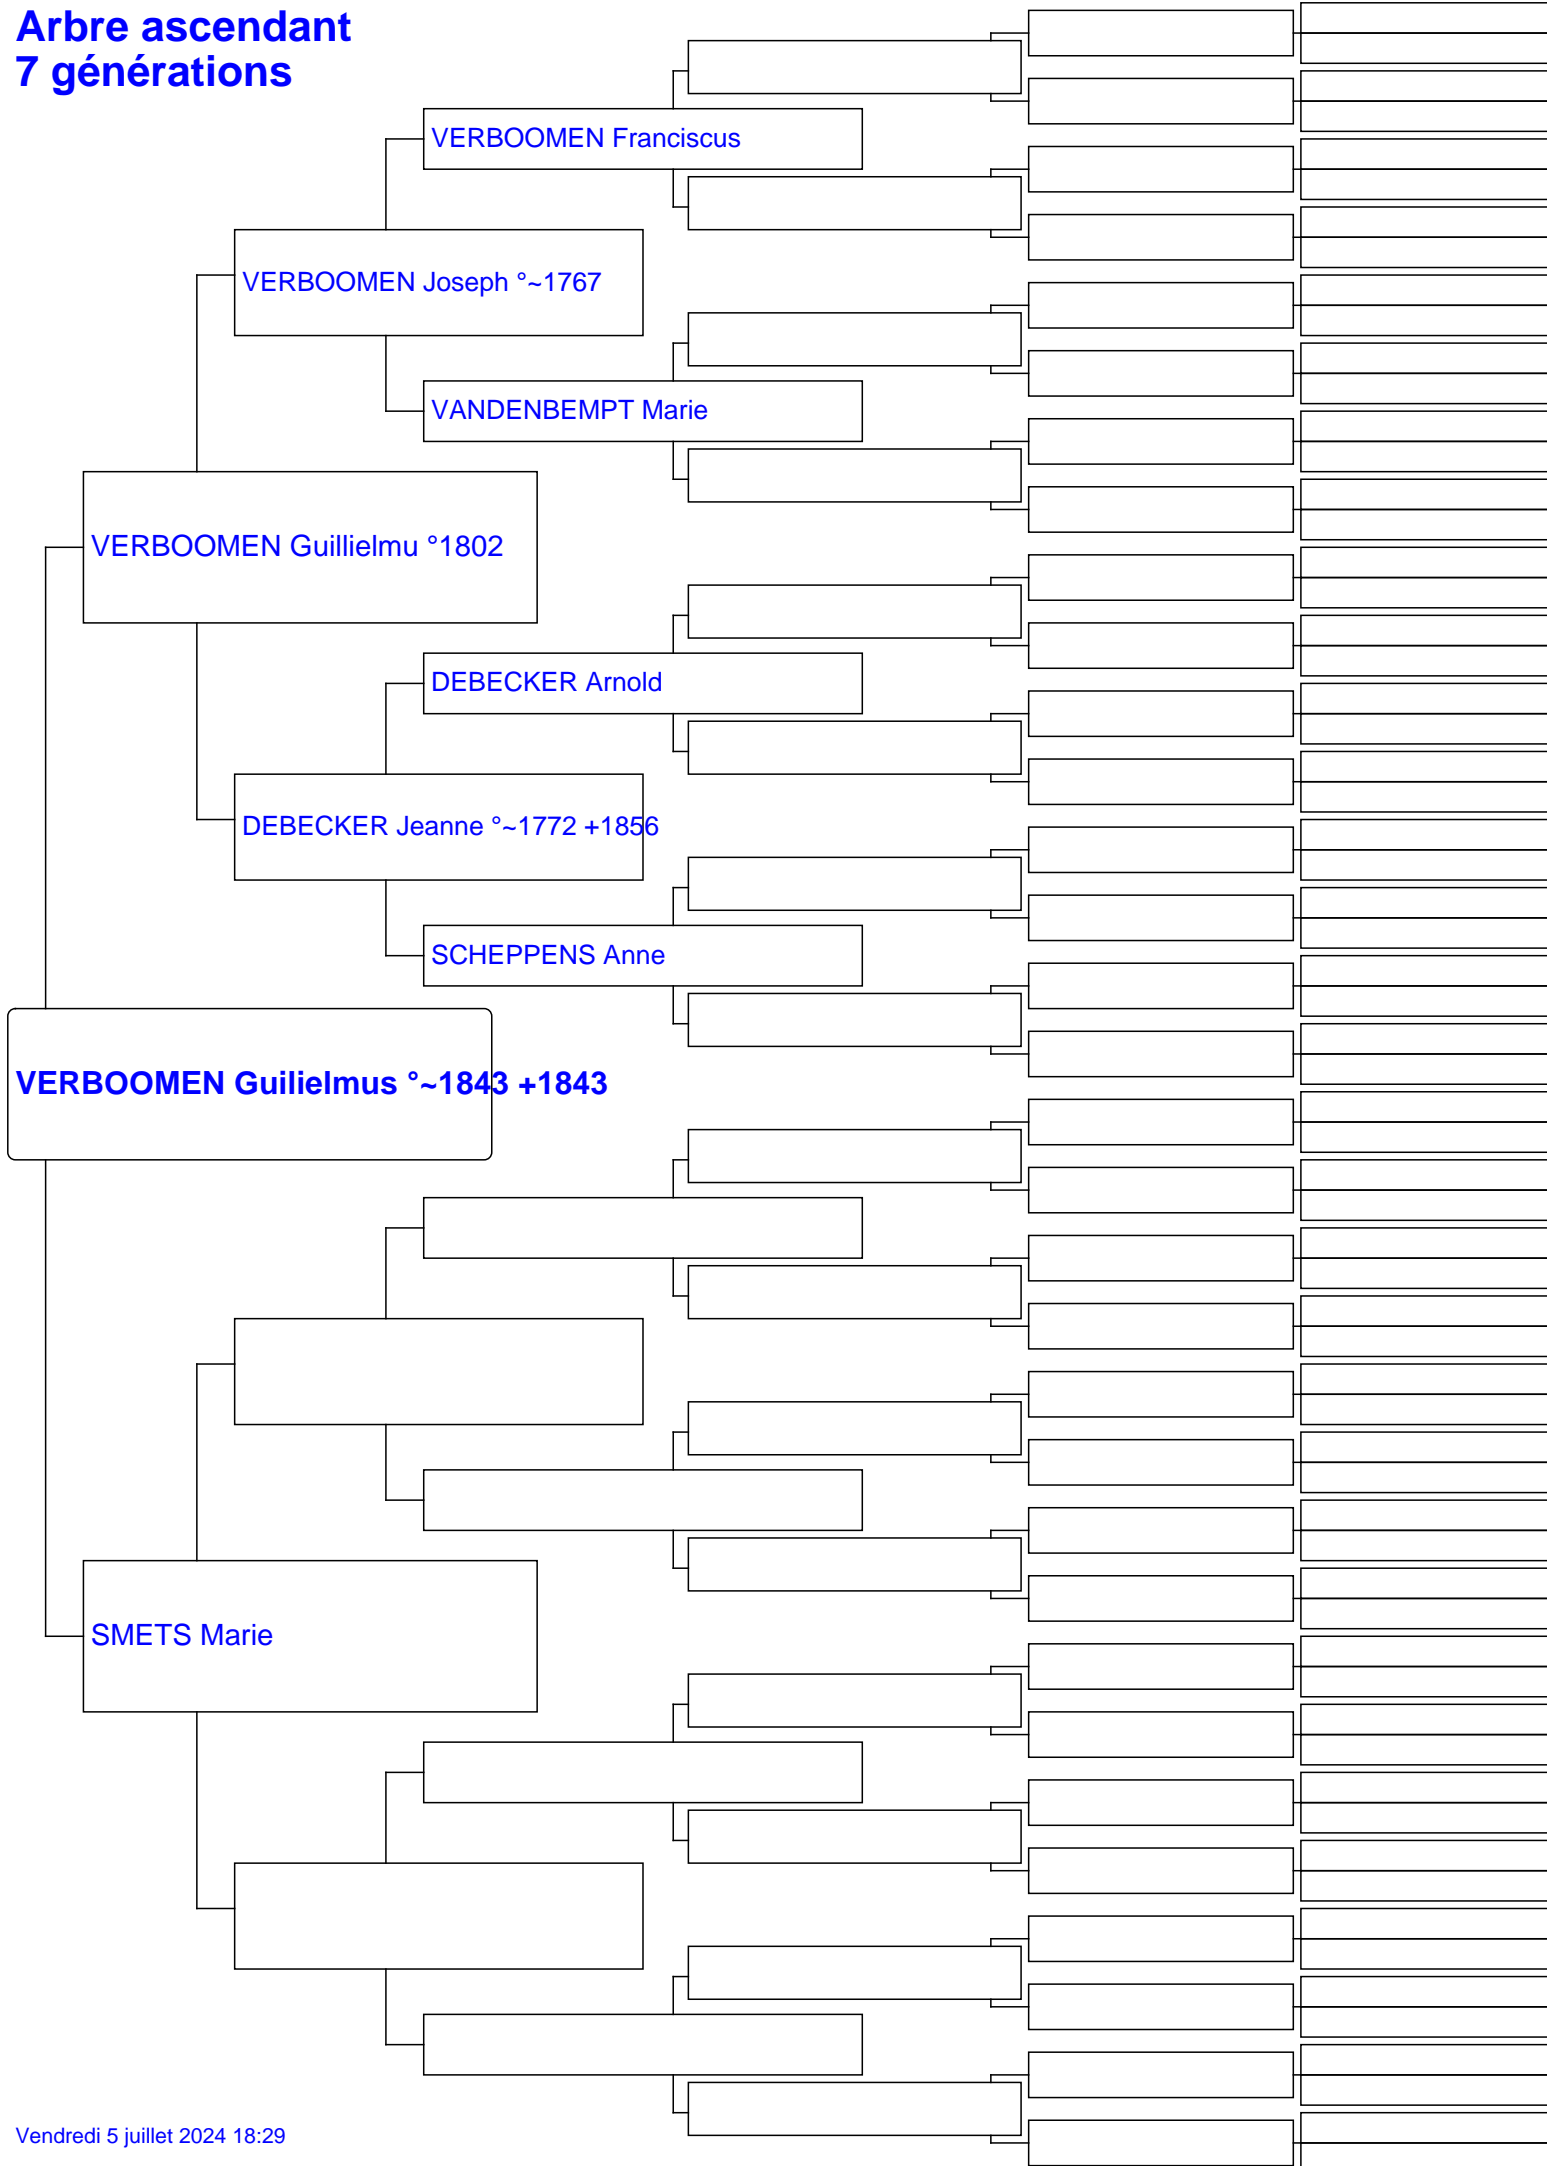 Arbre ascendant
7 générations
VERBOOMEN Franciscus
VERBOOMEN Joseph °~1767
VANDENBEMPT Marie
VERBOOMEN Guillielmu °1802
DEBECKER Arnold
DEBECKER Jeanne °~1772 +1856
SCHEPPENS Anne
VERBOOMEN Guilielmus °~1843 +1843
SMETS Marie
Vendredi 5 juillet 2024 18:29